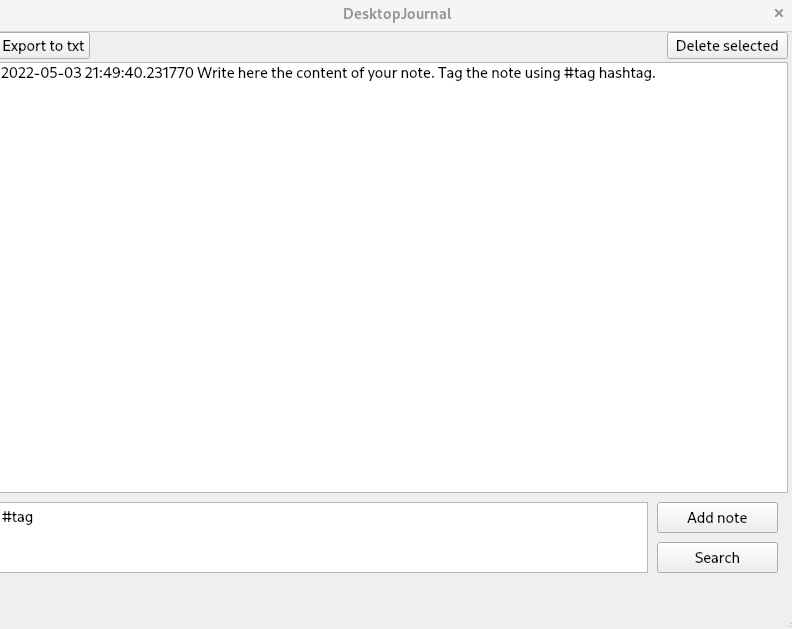 DesktopJournal
Export to txt
Delete selected
2022-05-03 21:49:40.231770 Write here the content of your note. Tag the note using #tag hashtag.
#tag
Add note
Search